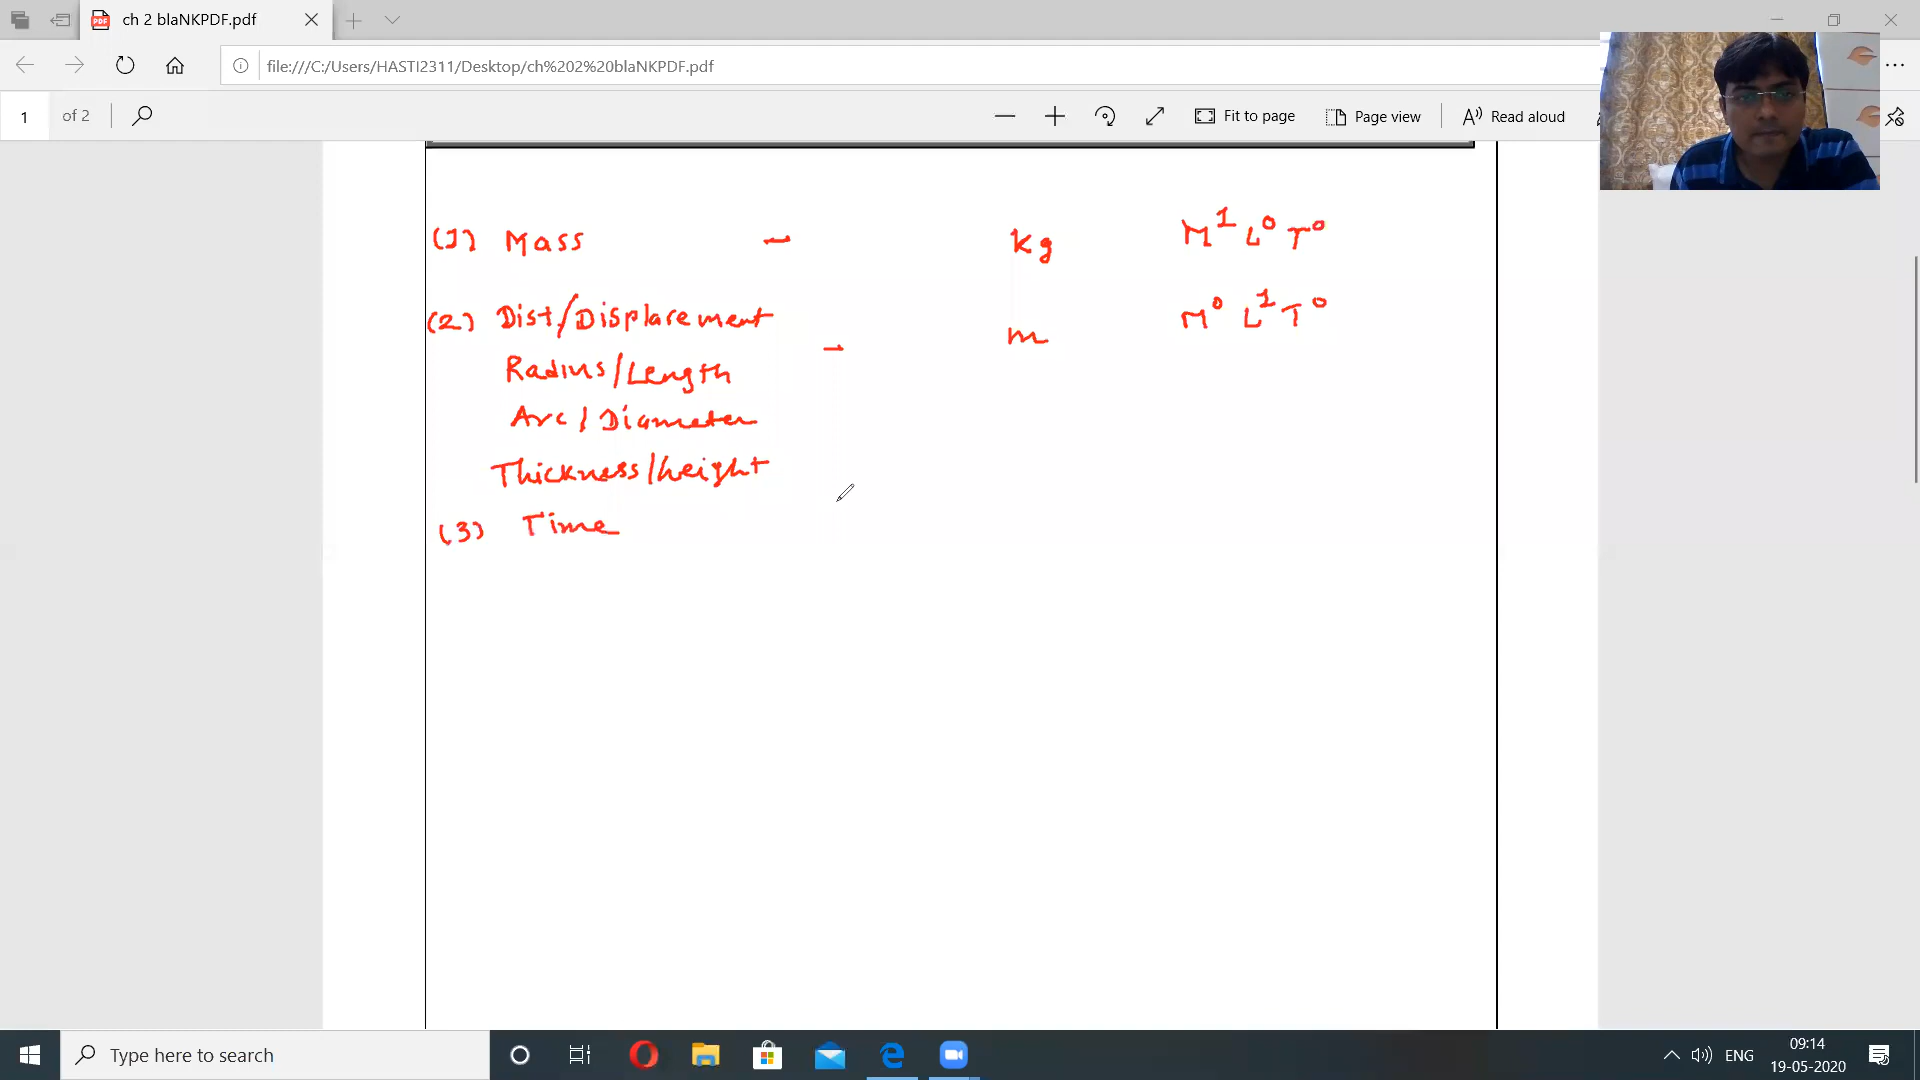 ch 2 blaNKPDF.pdf
file:///C:/Users/HASTI2311/Desktop/ch%202%20blaNKPDF.pdf
1 of 2 Fit to page Page view Read aloud
(1) Mass - kg M¹ L⁰ T⁰
(2) Dist/Displacement - m M⁰ L¹ T⁰
Radius/Length
Arc/Diameter
Thickness/height
(3) Time
Type here to search
ENG
09:14
19-05-2020